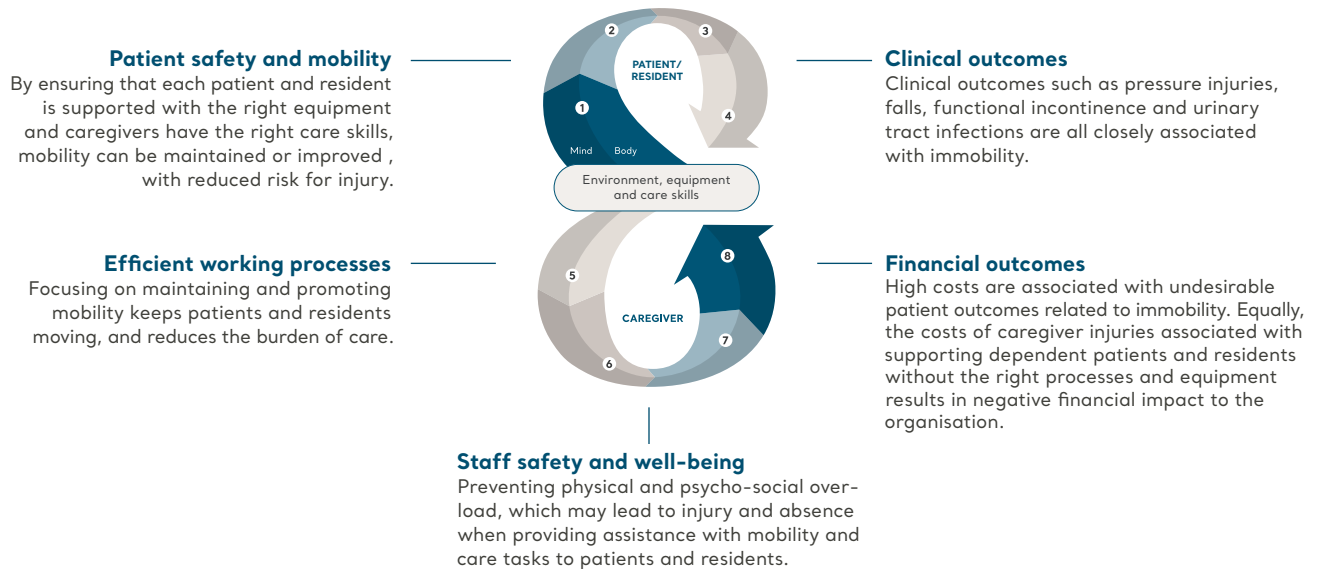 Patient safety and mobility
By ensuring that each patient and resident
is supported with the right equipment
and caregivers have the right care skills,
mobility can be maintained or improved ,
with reduced risk for injury.
2
3
PATIENT/
RESIDENT
1
4
Mind Body
Environment, equipment
and care skills
Clinical outcomes
Clinical outcomes such as pressure injuries,
falls, functional incontinence and urinary
tract infections are all closely associated
with immobility.
Efficient working processes
Focusing on maintaining and promoting
mobility keeps patients and residents
moving, and reduces the burden of care.
8
5
CAREGIVER
7
6
Financial outcomes
High costs are associated with undesirable
patient outcomes related to immobility. Equally,
the costs of caregiver injuries associated with
supporting dependent patients and residents
without the right processes and equipment
results in negative financial impact to the
organisation.
Staff safety and well-being
Preventing physical and psycho-social over-
load, which may lead to injury and absence
when providing assistance with mobility and
care tasks to patients and residents.